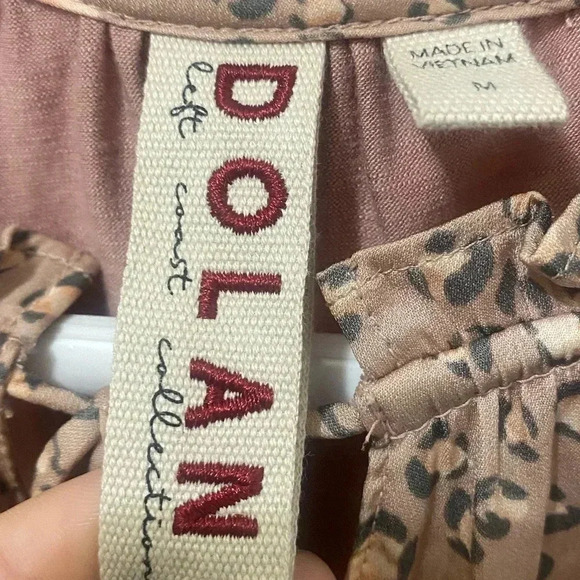 DOLAN
left coast collection
MADE IN
VIETNAM
M